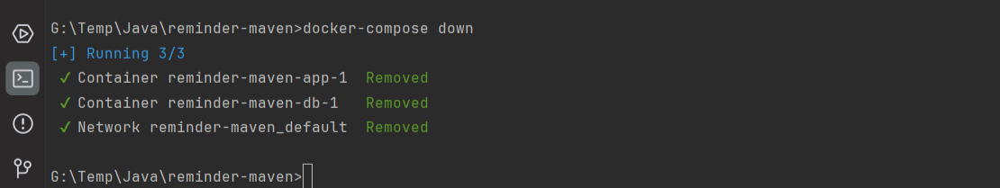 G:\Temp\Java\reminder-maven>docker-compose down
[+] Running 3/3
✓ Container reminder-maven-app-1 Removed
✓ Container reminder-maven-db-1 Removed
✓ Network reminder-maven_default Removed
G:\Temp\Java\reminder-maven>